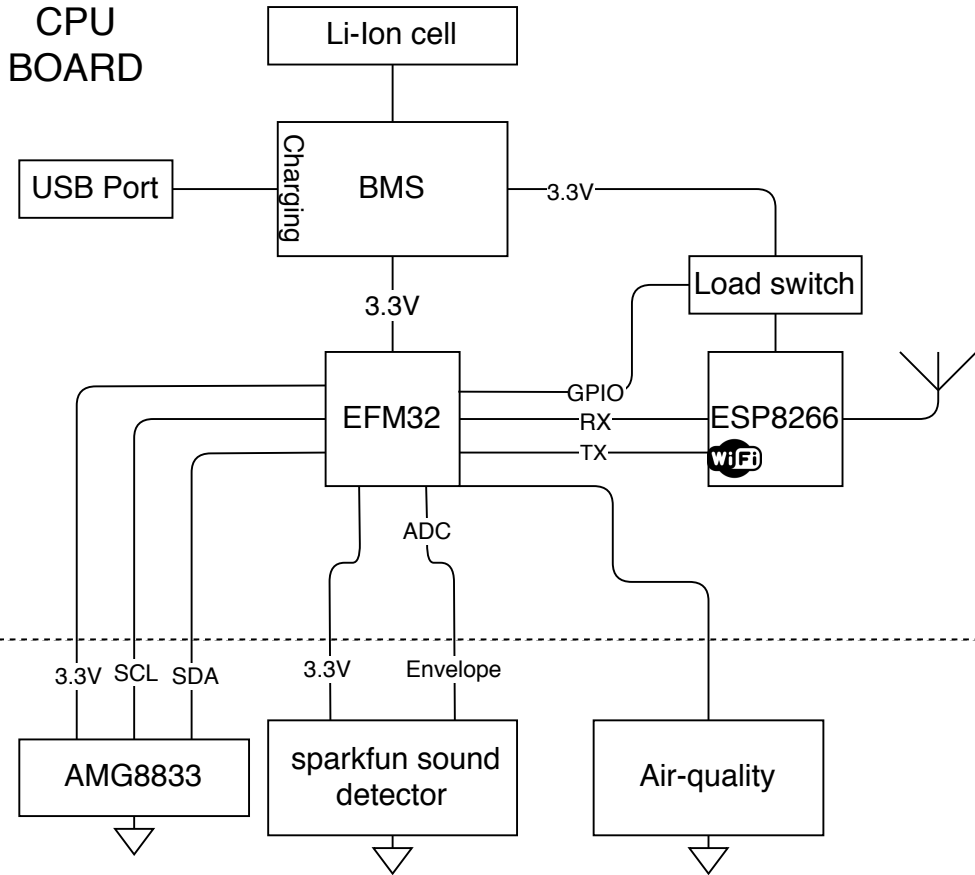 CPU
BOARD
Li-Ion cell
USB Port
Charging
BMS
3.3V
Load switch
3.3V
EFM32
GPIO
RX
TX
ESP8266
WiFi
ADC
3.3V
SCL
SDA
3.3V
Envelope
AMG8833
sparkfun sound
detector
Air-quality